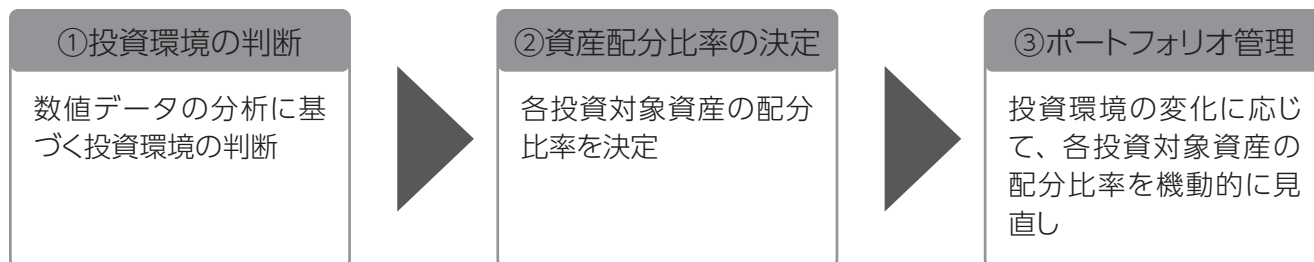 ①投資環境の判断
数値データの分析に基
づく投資環境の判断
②資産配分比率の決定
各投資対象資産の配分
比率を決定
③ポートフォリオ管理
投資環境の変化に応じ
て、各投資対象資産の
配分比率を機動的に見
直し